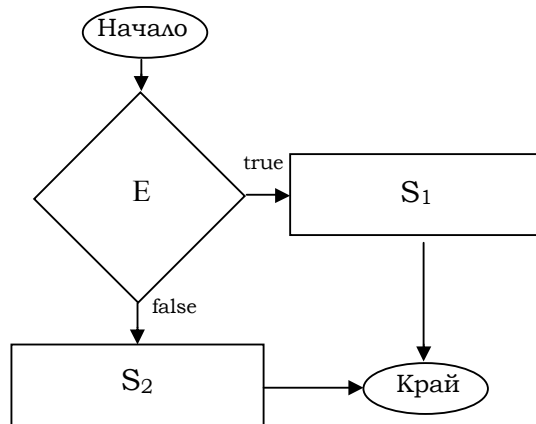 Начало
true
E
S₁
false
S₂
Край